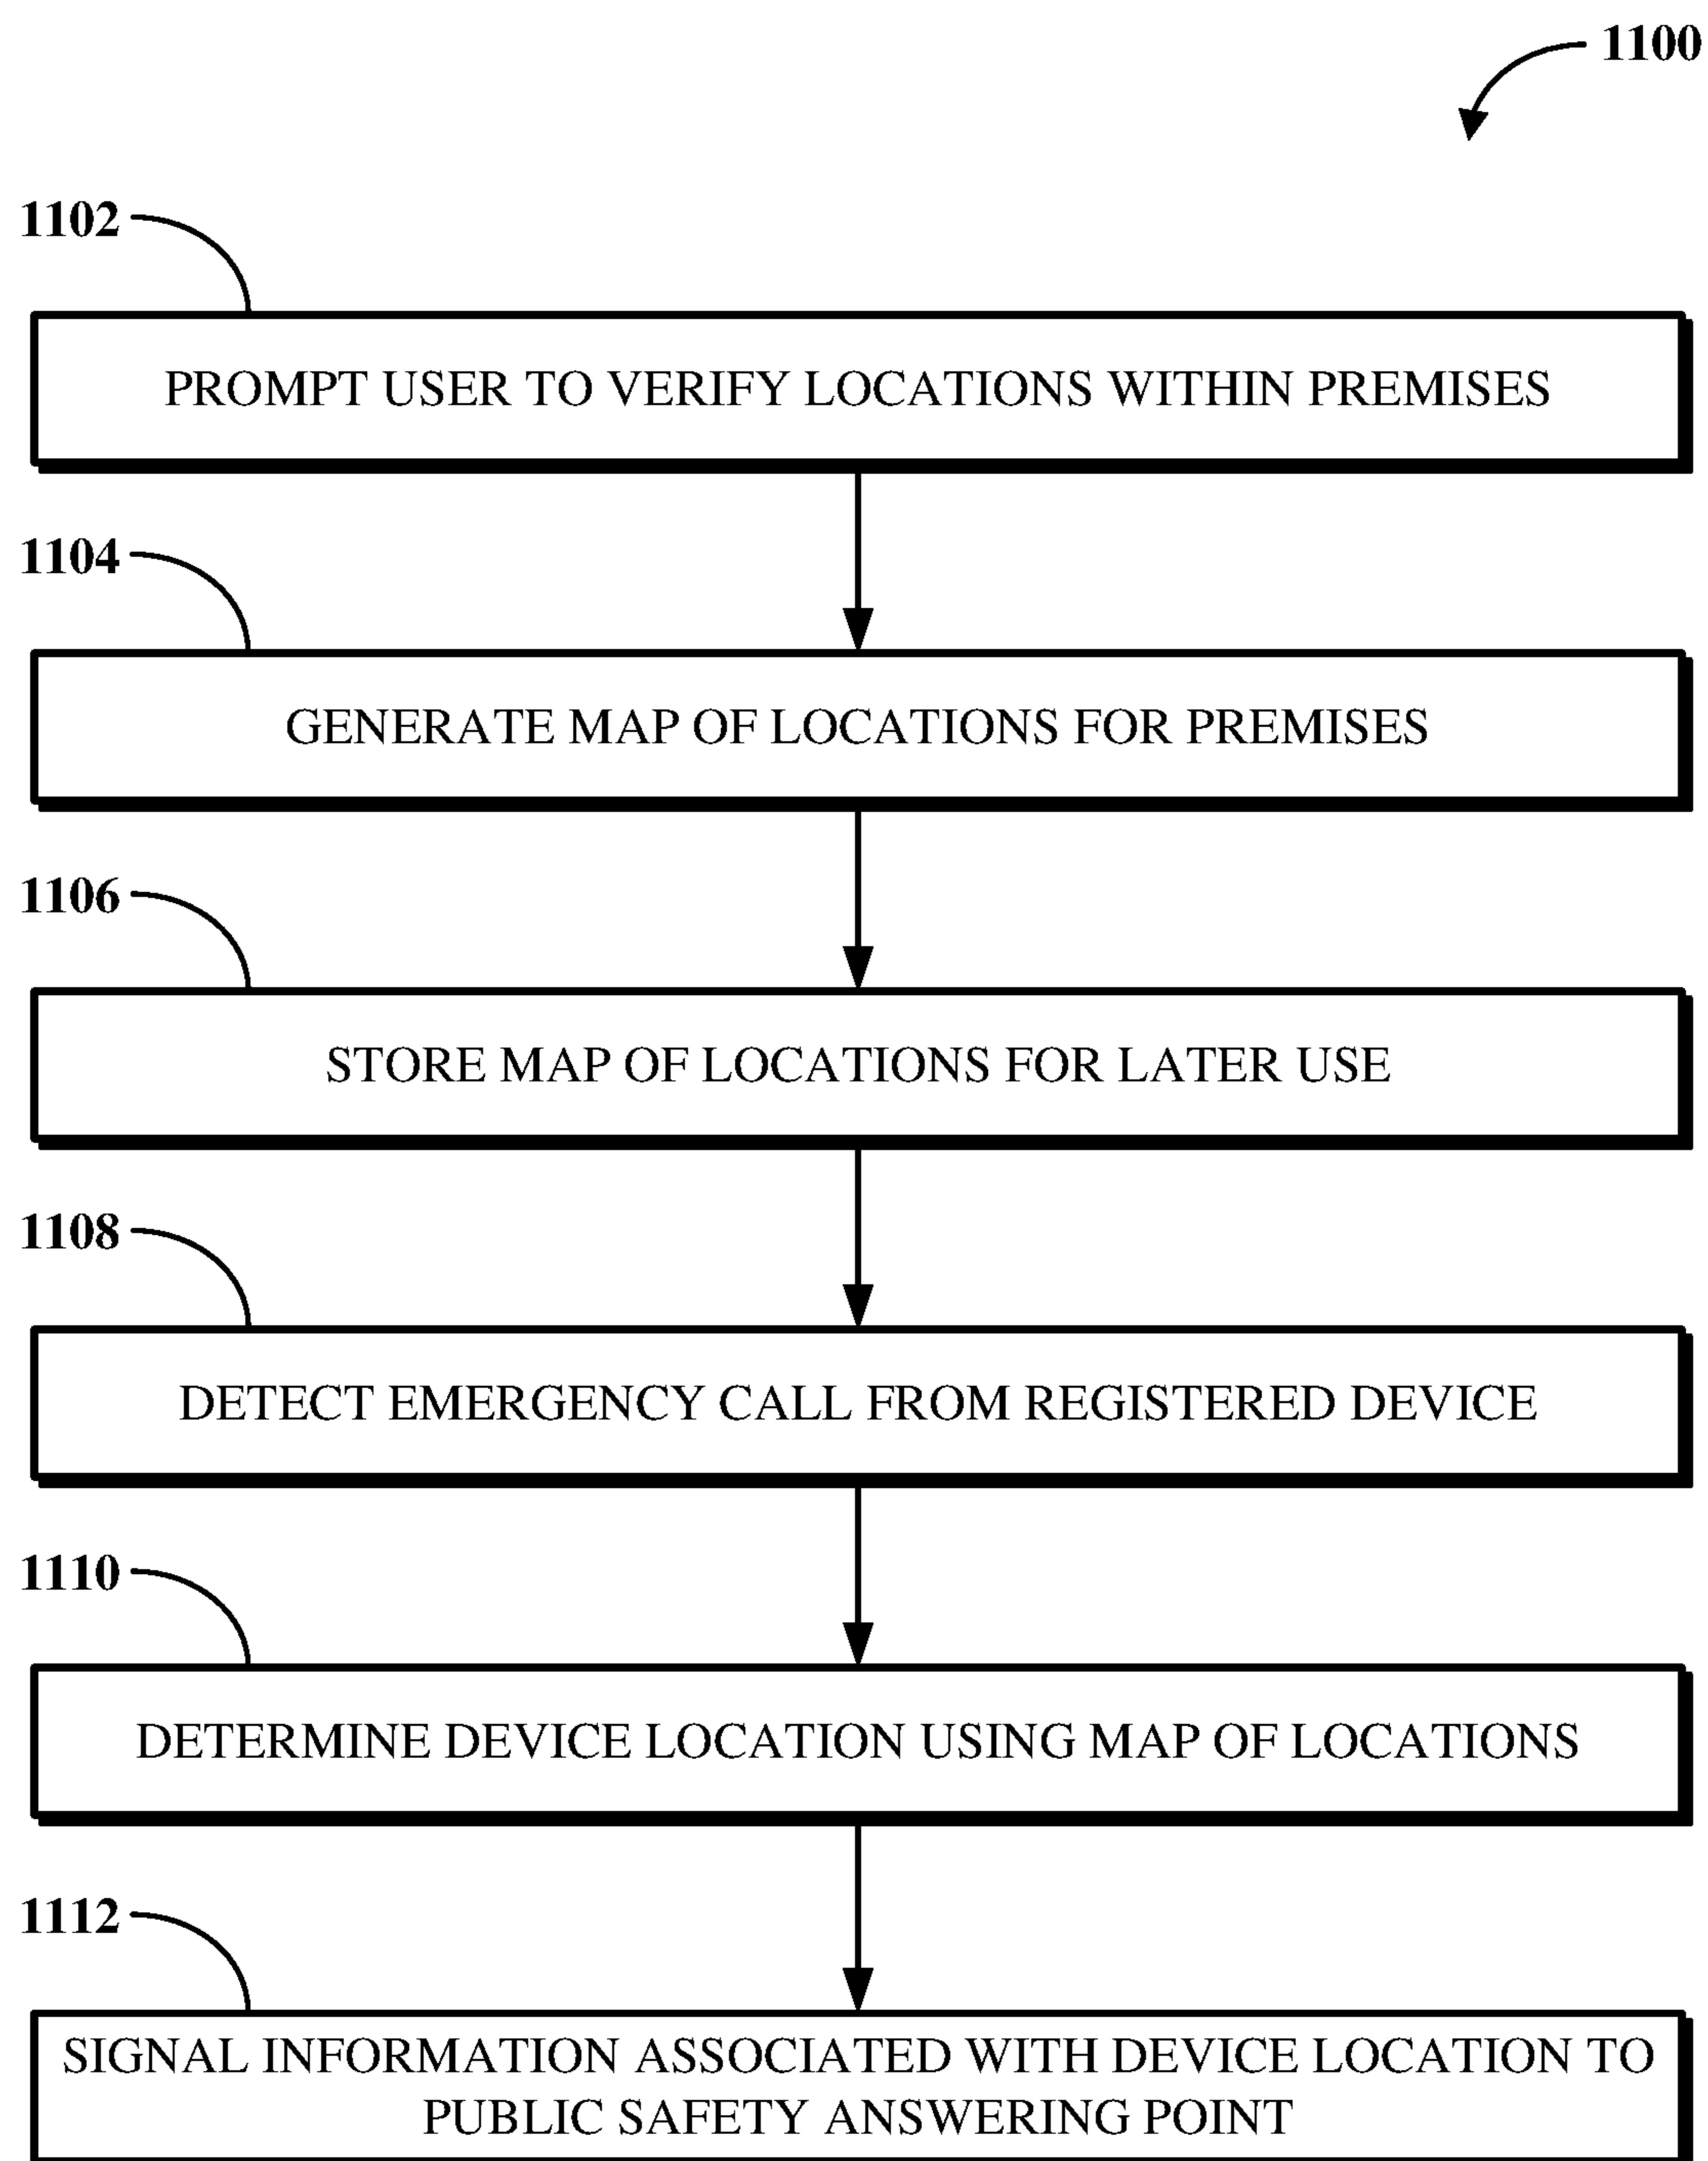 1100
1102
PROMPT USER TO VERIFY LOCATIONS WITHIN PREMISES
1104
GENERATE MAP OF LOCATIONS FOR PREMISES
1106
STORE MAP OF LOCATIONS FOR LATER USE
1108
DETECT EMERGENCY CALL FROM REGISTERED DEVICE
1110
DETERMINE DEVICE LOCATION USING MAP OF LOCATIONS
1112
SIGNAL INFORMATION ASSOCIATED WITH DEVICE LOCATION TO
PUBLIC SAFETY ANSWERING POINT